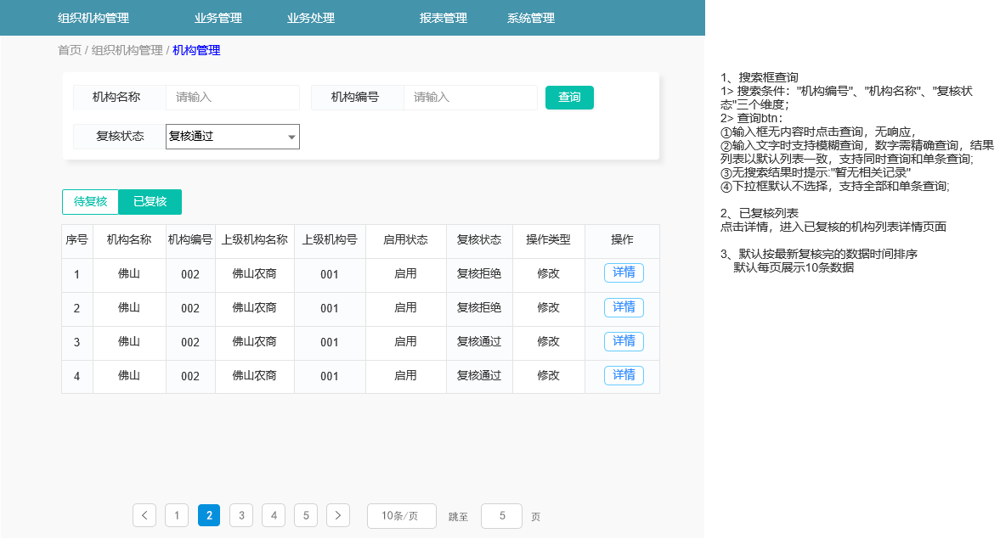 组织机构管理 业务管理 业务处理 报表管理 系统管理
首页 / 组织机构管理 / 机构管理
机构名称 请输入 机构编号 请输入 查询
复核状态 复核通过
待复核 已复核
序号 机构名称 机构编号 上级机构名称 上级机构号 启用状态 复核状态 操作类型 操作
1 佛山 002 佛山农商 001 启用 复核拒绝 修改 详情
2 佛山 002 佛山农商 001 启用 复核拒绝 修改 详情
3 佛山 002 佛山农商 001 启用 复核通过 修改 详情
4 佛山 002 佛山农商 001 启用 复核通过 修改 详情
< 1 2 3 4 5 > 10条/页 跳至 5 页
1、搜索框查询
1> 搜索条件："机构编号"、"机构名称"、"复核状
态"三个维度；
2> 查询btn：
①输入框无内容时点击查询，无响应，
②输入文字时支持模糊查询，数字需精确查询，结果
列表以默认列表一致，支持同时查询和单条查询;
③无搜索结果时提示:"暂无相关记录"
④下拉框默认不选择，支持全部和单条查询;
2、已复核列表
点击详情，进入已复核的机构列表详情页面
3、默认按最新复核完的数据时间排序
默认每页展示10条数据